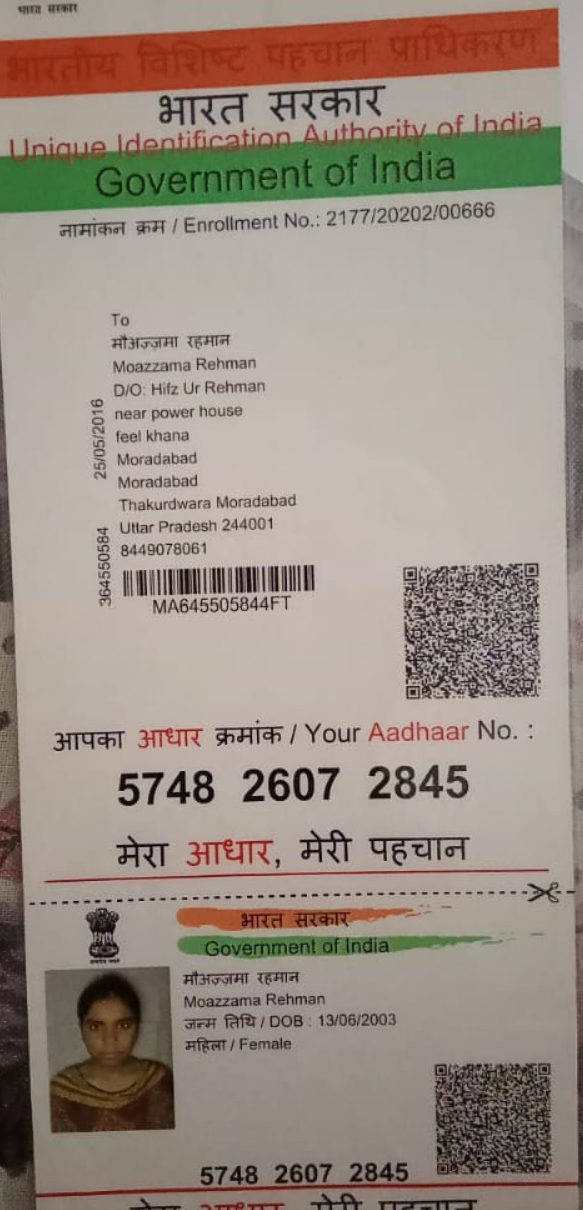 भारत सरकार
भारतीय विशिष्ट पहचान प्राधिकरण
भारत सरकार
Unique Identification Authority of India
Government of India
नामांकन क्रम / Enrollment No.: 2177/20202/00666
To
मौअज़्ज़मा रहमान
Moazzama Rehman
D/O: Hifz Ur Rehman
near power house
feel khana
Moradabad
Moradabad
Thakurdwara Moradabad
Uttar Pradesh 244001
8449078061
25/05/2016
364550584
MA645505844FT
आपका आधार क्रमांक / Your Aadhaar No. :
5748 2607 2845
मेरा आधार, मेरी पहचान
भारत सरकार
Government of India
मौअज़्ज़मा रहमान
Moazzama Rehman
जन्म तिथि / DOB : 13/06/2003
महिला / Female
5748 2607 2845
मेरा आधार, मेरी पहचान